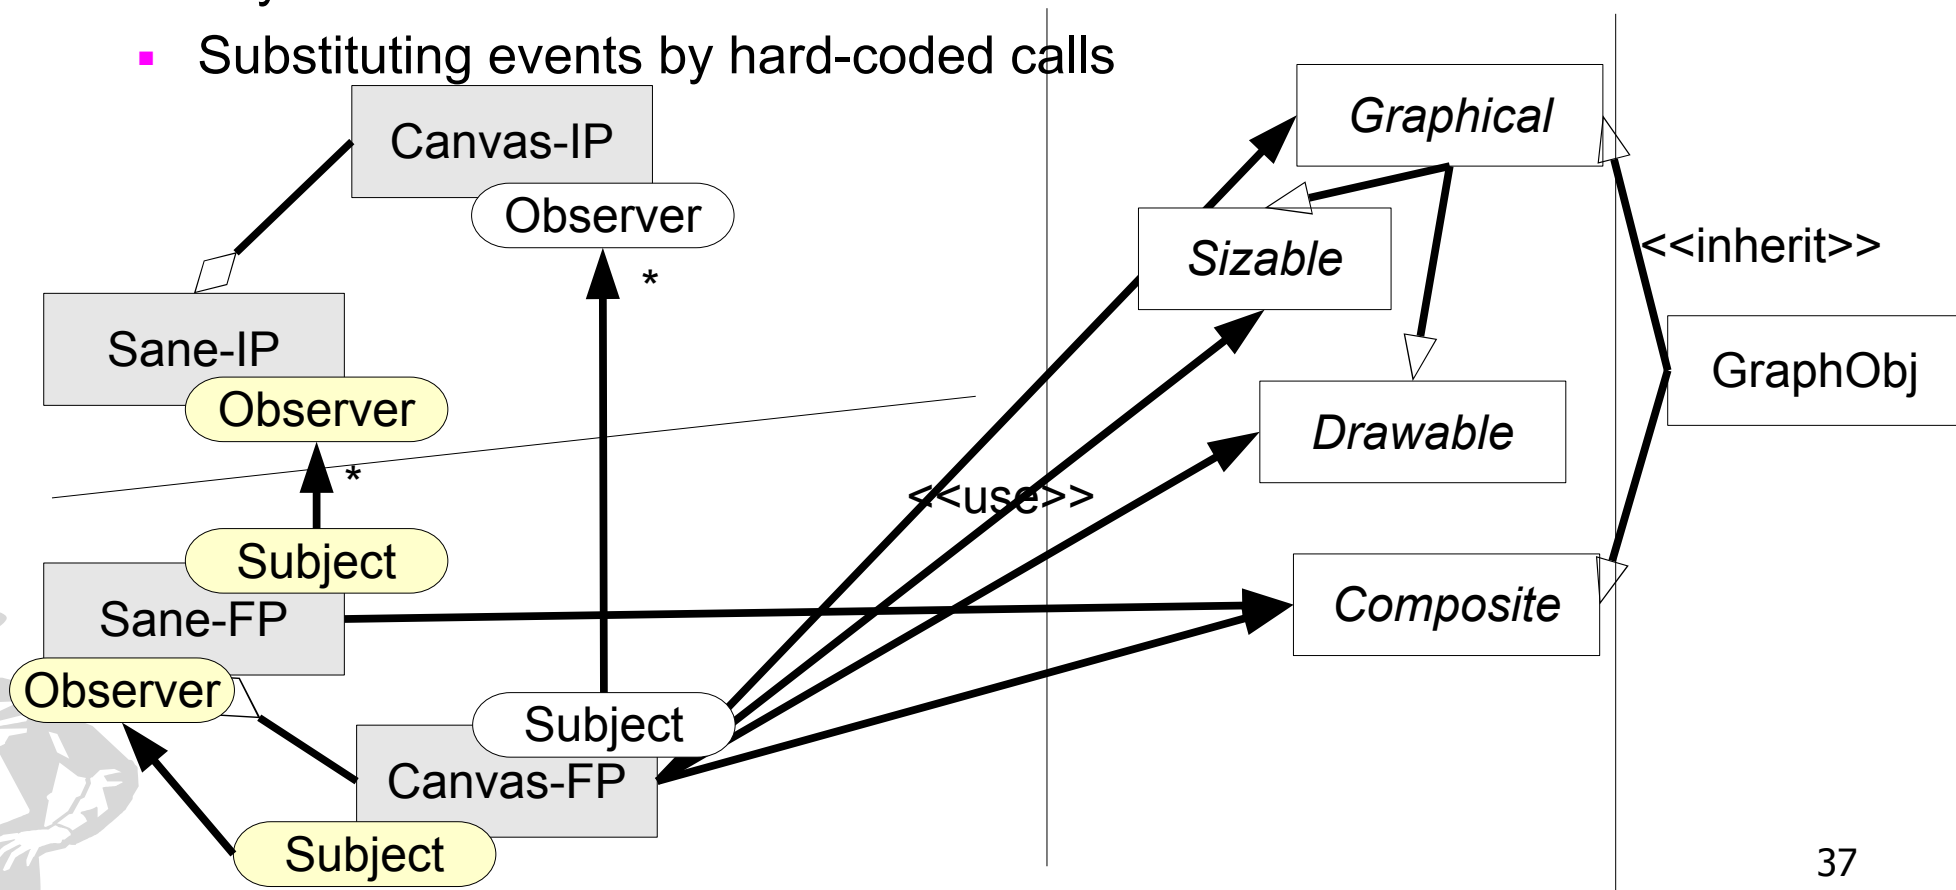 ▪ Substituting events by hard-coded calls
Canvas-IP
Observer
*
Sane-IP
Observer
*
Subject
Sane-FP
Observer
Subject
Canvas-FP
Subject
<<use>>
Graphical
Sizable
<<inherit>>
GraphObj
Drawable
Composite
37